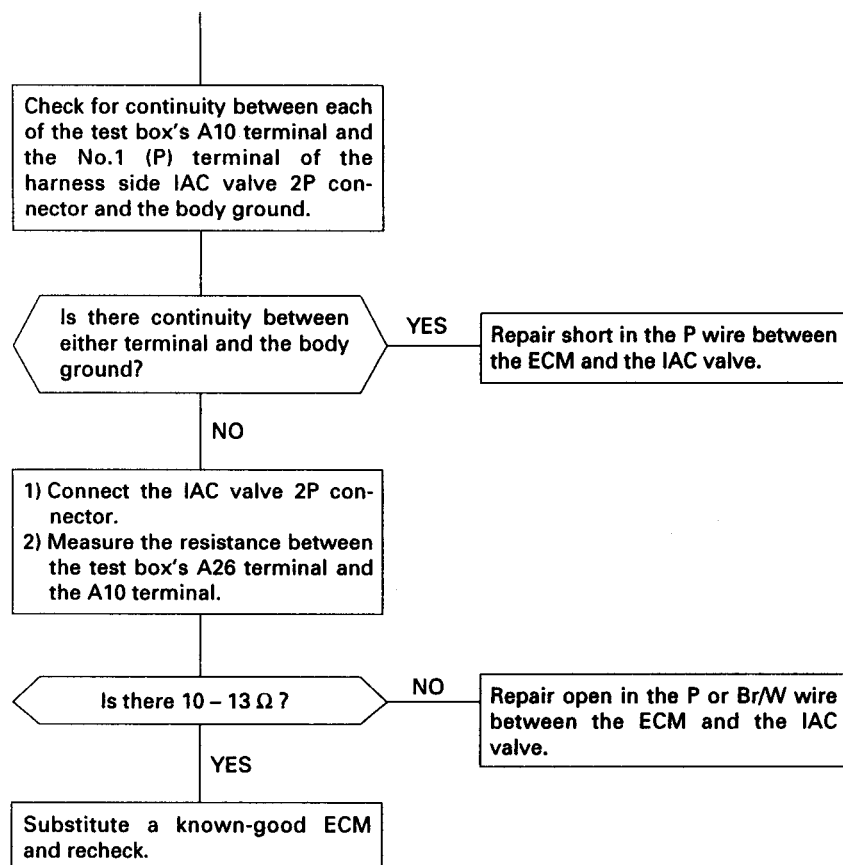 Check for continuity between each
of the test box's A10 terminal and
the No.1 (P) terminal of the
harness side IAC valve 2P con-
nector and the body ground.
Is there continuity between
either terminal and the body
ground?
YES
Repair short in the P wire between
the ECM and the IAC valve.
NO
1) Connect the IAC valve 2P con-
nector.
2) Measure the resistance between
the test box's A26 terminal and
the A10 terminal.
Is there 10 – 13 Ω ?
NO
Repair open in the P or Br/W wire
between the ECM and the IAC
valve.
YES
Substitute a known-good ECM
and recheck.